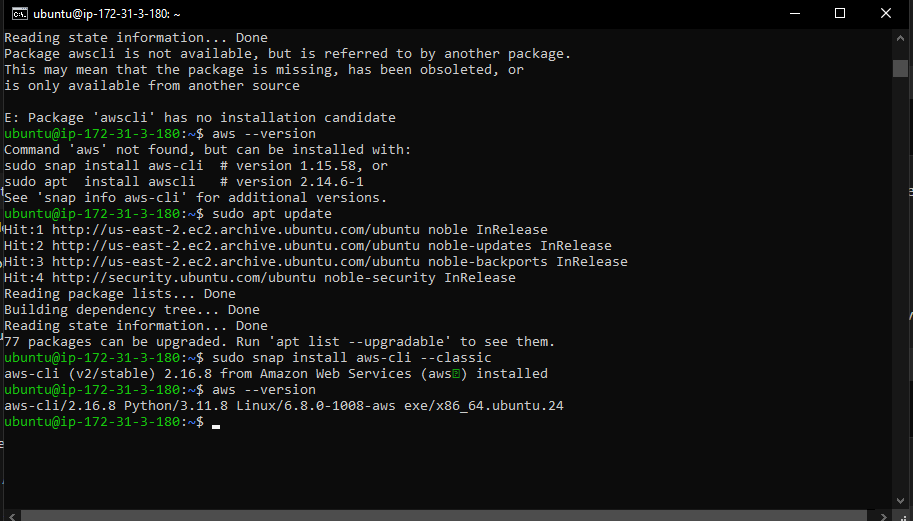 ubuntu@ip-172-31-3-180: ~
Reading state information... Done
Package awscli is not available, but is referred to by another package.
This may mean that the package is missing, has been obsoleted, or
is only available from another source
E: Package 'awscli' has no installation candidate
ubuntu@ip-172-31-3-180:~$ aws --version
Command 'aws' not found, but can be installed with:
sudo snap install aws-cli  # version 1.15.58, or
sudo apt  install awscli   # version 2.14.6-1
See 'snap info aws-cli' for additional versions.
ubuntu@ip-172-31-3-180:~$ sudo apt update
Hit:1 http://us-east-2.ec2.archive.ubuntu.com/ubuntu noble InRelease
Hit:2 http://us-east-2.ec2.archive.ubuntu.com/ubuntu noble-updates InRelease
Hit:3 http://us-east-2.ec2.archive.ubuntu.com/ubuntu noble-backports InRelease
Hit:4 http://security.ubuntu.com/ubuntu noble-security InRelease
Reading package lists... Done
Building dependency tree... Done
Reading state information... Done
77 packages can be upgraded. Run 'apt list --upgradable' to see them.
ubuntu@ip-172-31-3-180:~$ sudo snap install aws-cli --classic
aws-cli (v2/stable) 2.16.8 from Amazon Web Services (aws) installed
ubuntu@ip-172-31-3-180:~$ aws --version
aws-cli/2.16.8 Python/3.11.8 Linux/6.8.0-1008-aws exe/x86_64.ubuntu.24
ubuntu@ip-172-31-3-180:~$